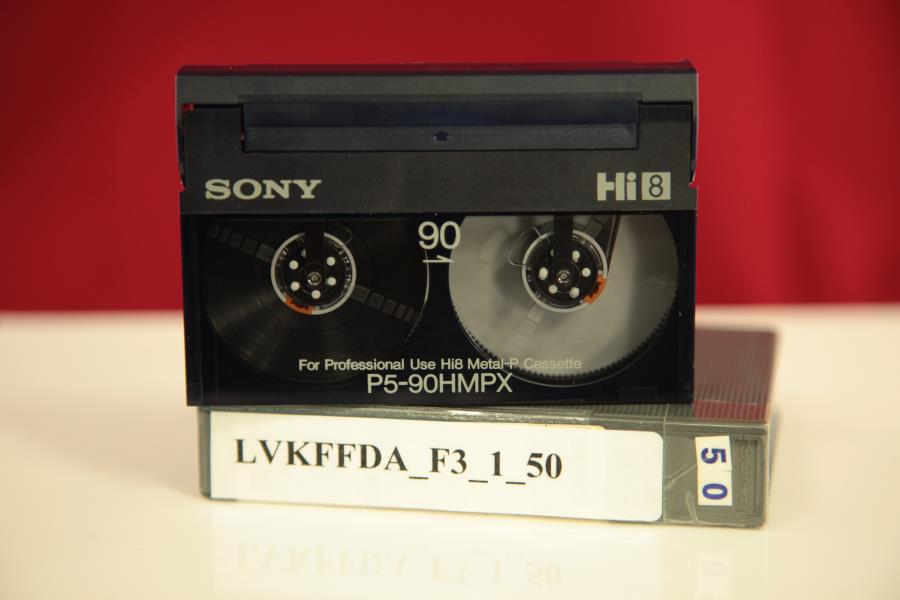 SONY
Hi8
90
For Professional Use Hi8 Metal-P Cassette
P5-90HMPX
LVKFFDA_F3_1_50
50